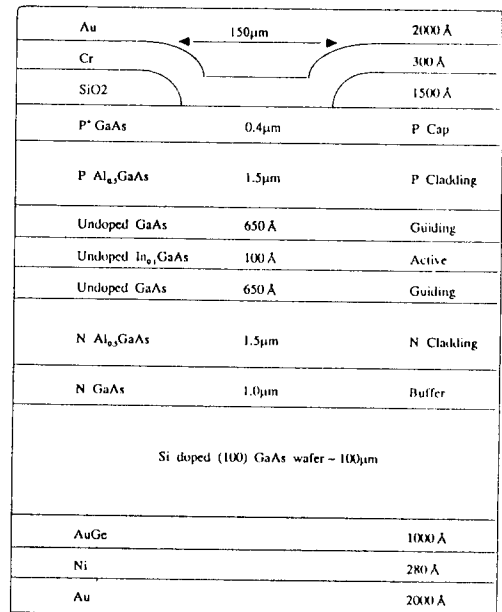 Au 150μm 2000 Å
Cr 300 Å
SiO2 1500 Å
P⁺ GaAs 0.4μm P Cap
P Al₀.₅GaAs 1.5μm P Cladding
Undoped GaAs 650 Å Guiding
Undoped In₀.₁GaAs 100 Å Active
Undoped GaAs 650 Å Guiding
N Al₀.₅GaAs 1.5μm N Cladding
N GaAs 1.0μm Buffer
Si doped (100) GaAs wafer ~ 100μm
AuGe 1000 Å
Ni 280 Å
Au 2000 Å